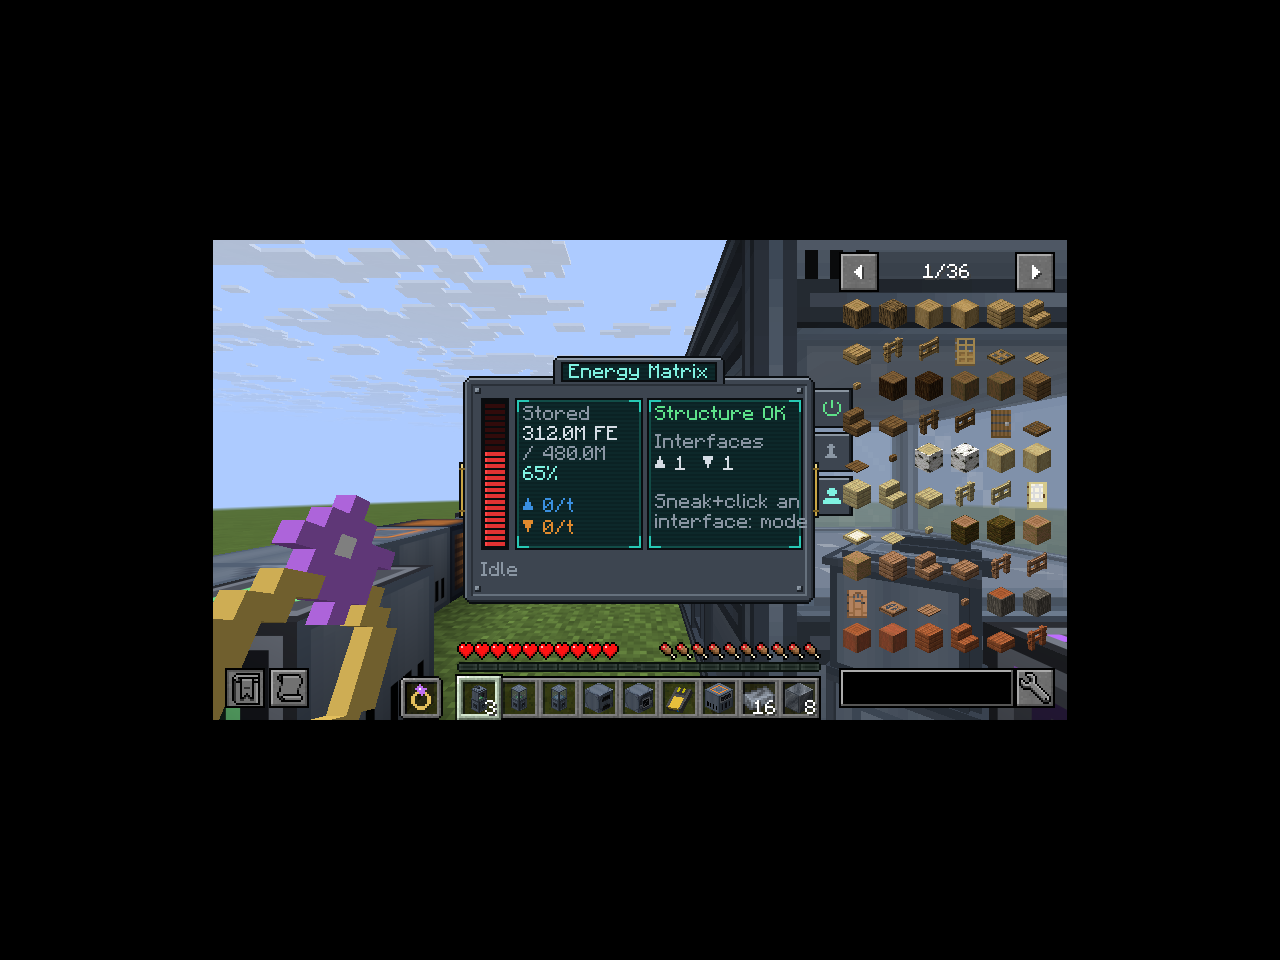 1/36
Energy Matrix
Stored
312.0M FE
/ 480.0M
65%
▲ 0/t
▼ 0/t
Structure OK
Interfaces
▲ 1 ▼ 1
Sneak+click an
interface: mode
Idle
3
16
8